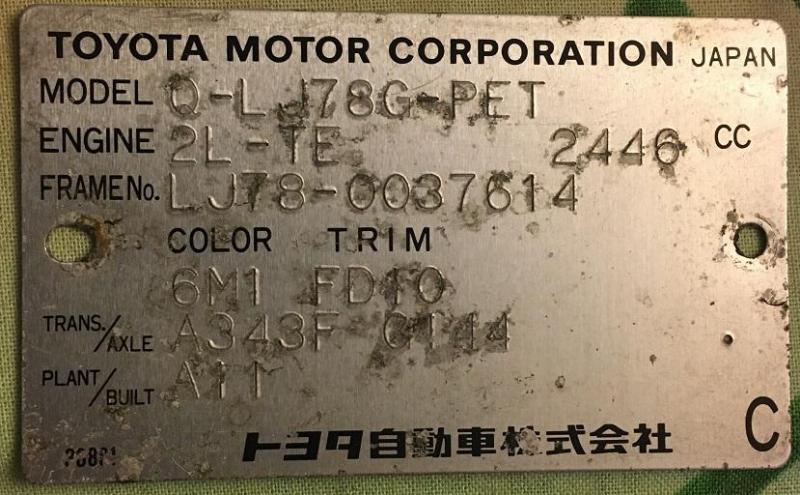 TOYOTA MOTOR CORPORATION JAPAN
MODEL Q-LJ78G-PET
ENGINE 2L-TE 2446 CC
FRAME No. LJ78-0037614
COLOR TRIM
6M1 FD10
TRANS./AXLE A343F G144
PLANT/BUILT A11
トヨタ自動車株式会社 C